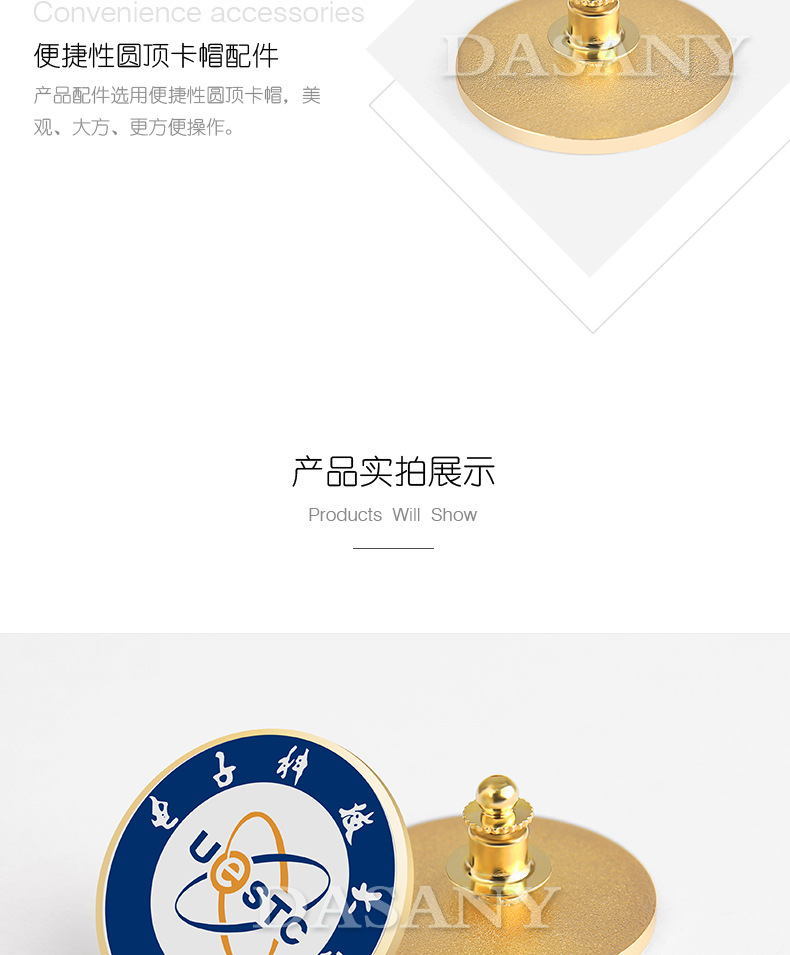 Convenience accessories
便捷性圆顶卡帽配件
产品配件选用便捷性圆顶卡帽，美
观、大方、更方便操作。
DASANY
产品实拍展示
Products Will Show
电子科技大
UeSTC
DASANY